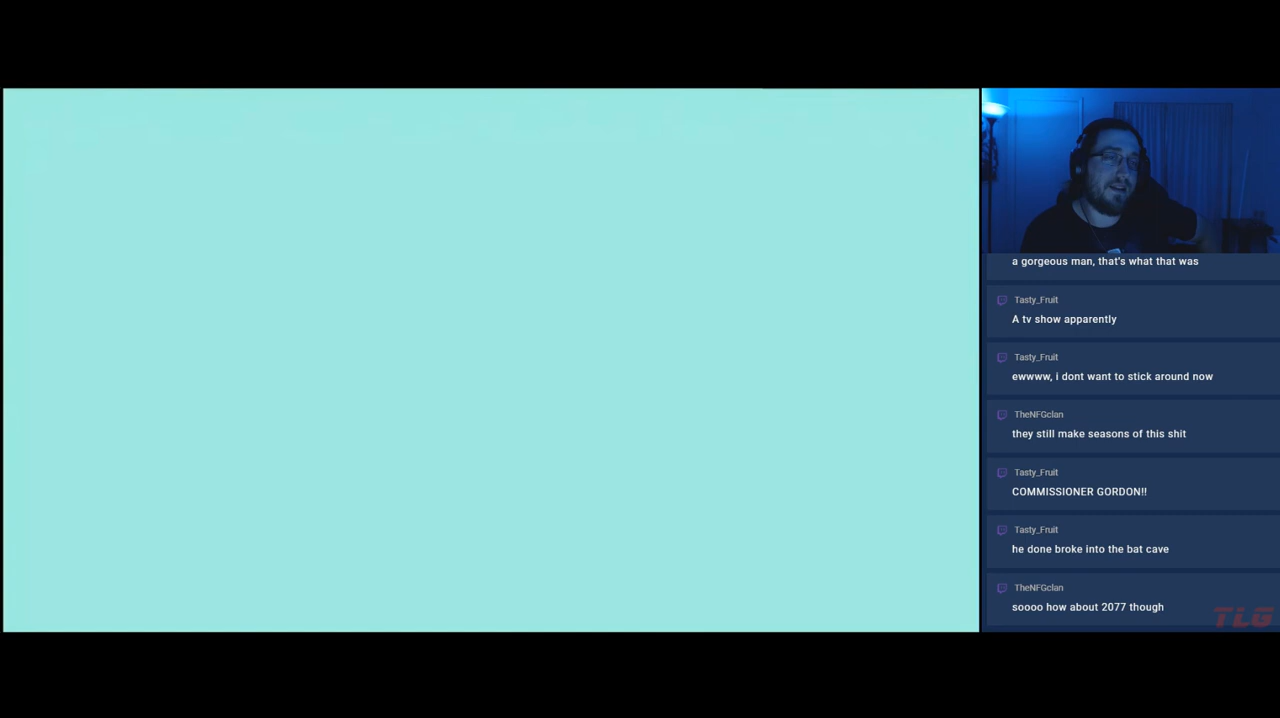 a gorgeous man, that's what that was
Tasty_Fruit
A tv show apparently
Tasty_Fruit
ewwww, i dont want to stick around now
TheNFGclan
they still make seasons of this shit
Tasty_Fruit
COMMISSIONER GORDON!!
Tasty_Fruit
he done broke into the bat cave
TheNFGclan
soooo how about 2077 though
TLG